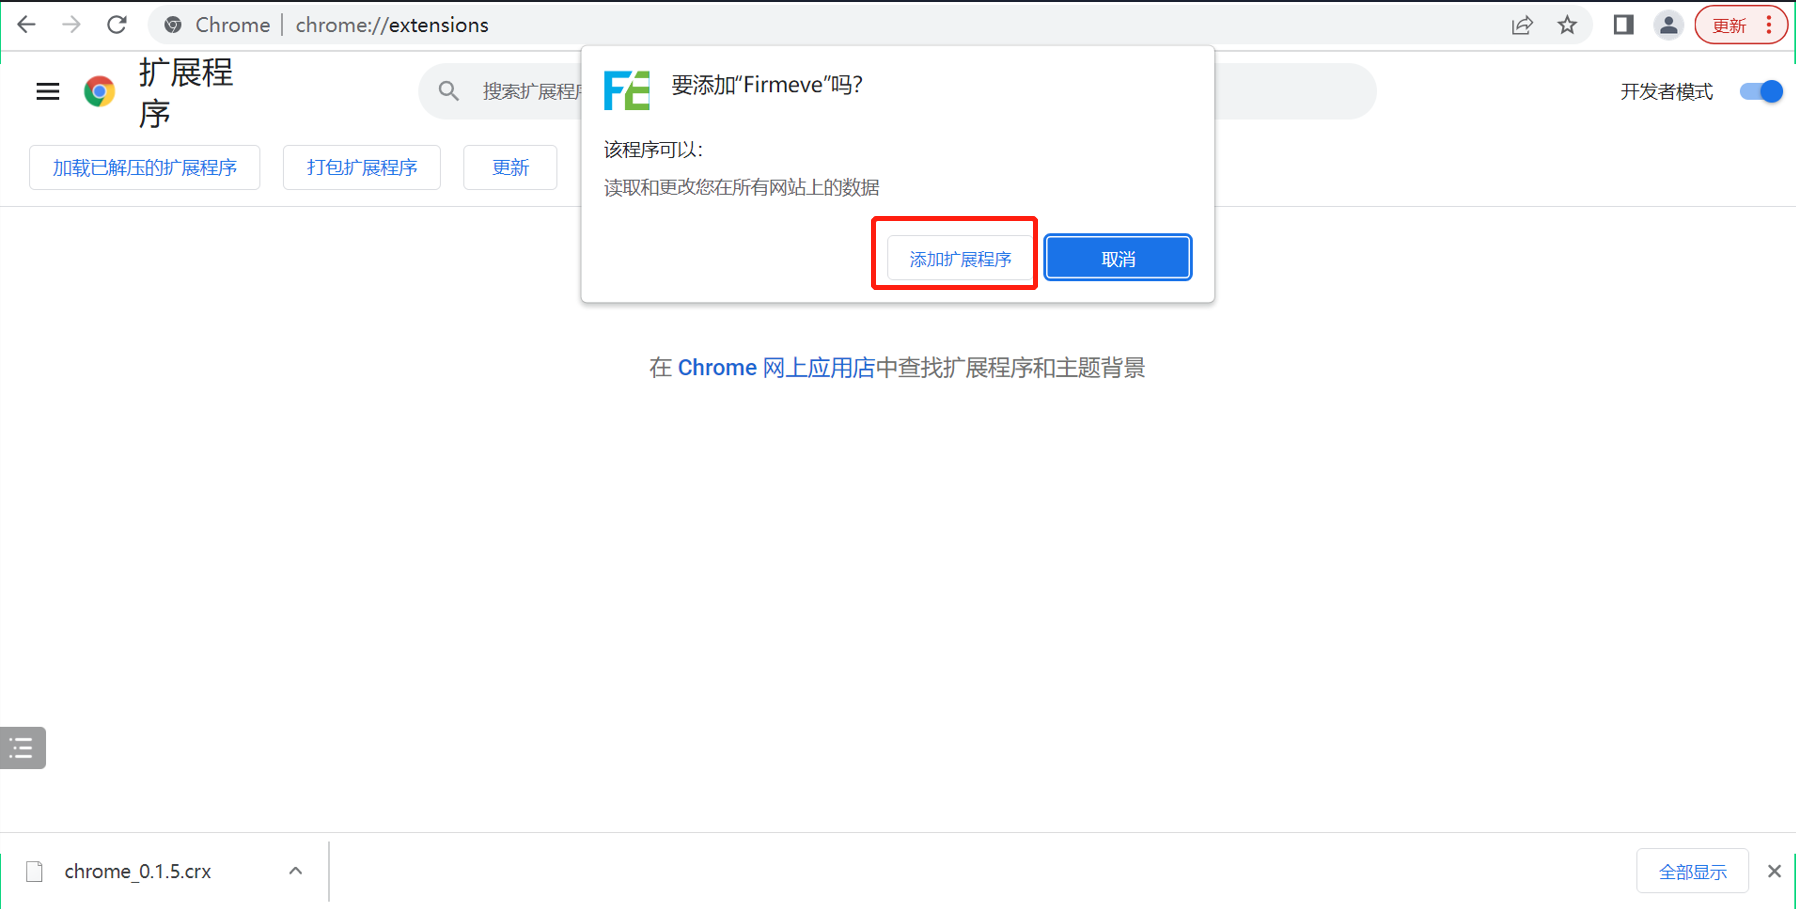 Chrome | chrome://extensions
更新
扩展程
序
搜索扩展程序
开发者模式
加载已解压的扩展程序
打包扩展程序
更新
FE
要添加“Firmeve”吗?
该程序可以:
读取和更改您在所有网站上的数据
添加扩展程序
取消
在 Chrome 网上应用店中查找扩展程序和主题背景
chrome_0.1.5.crx
全部显示